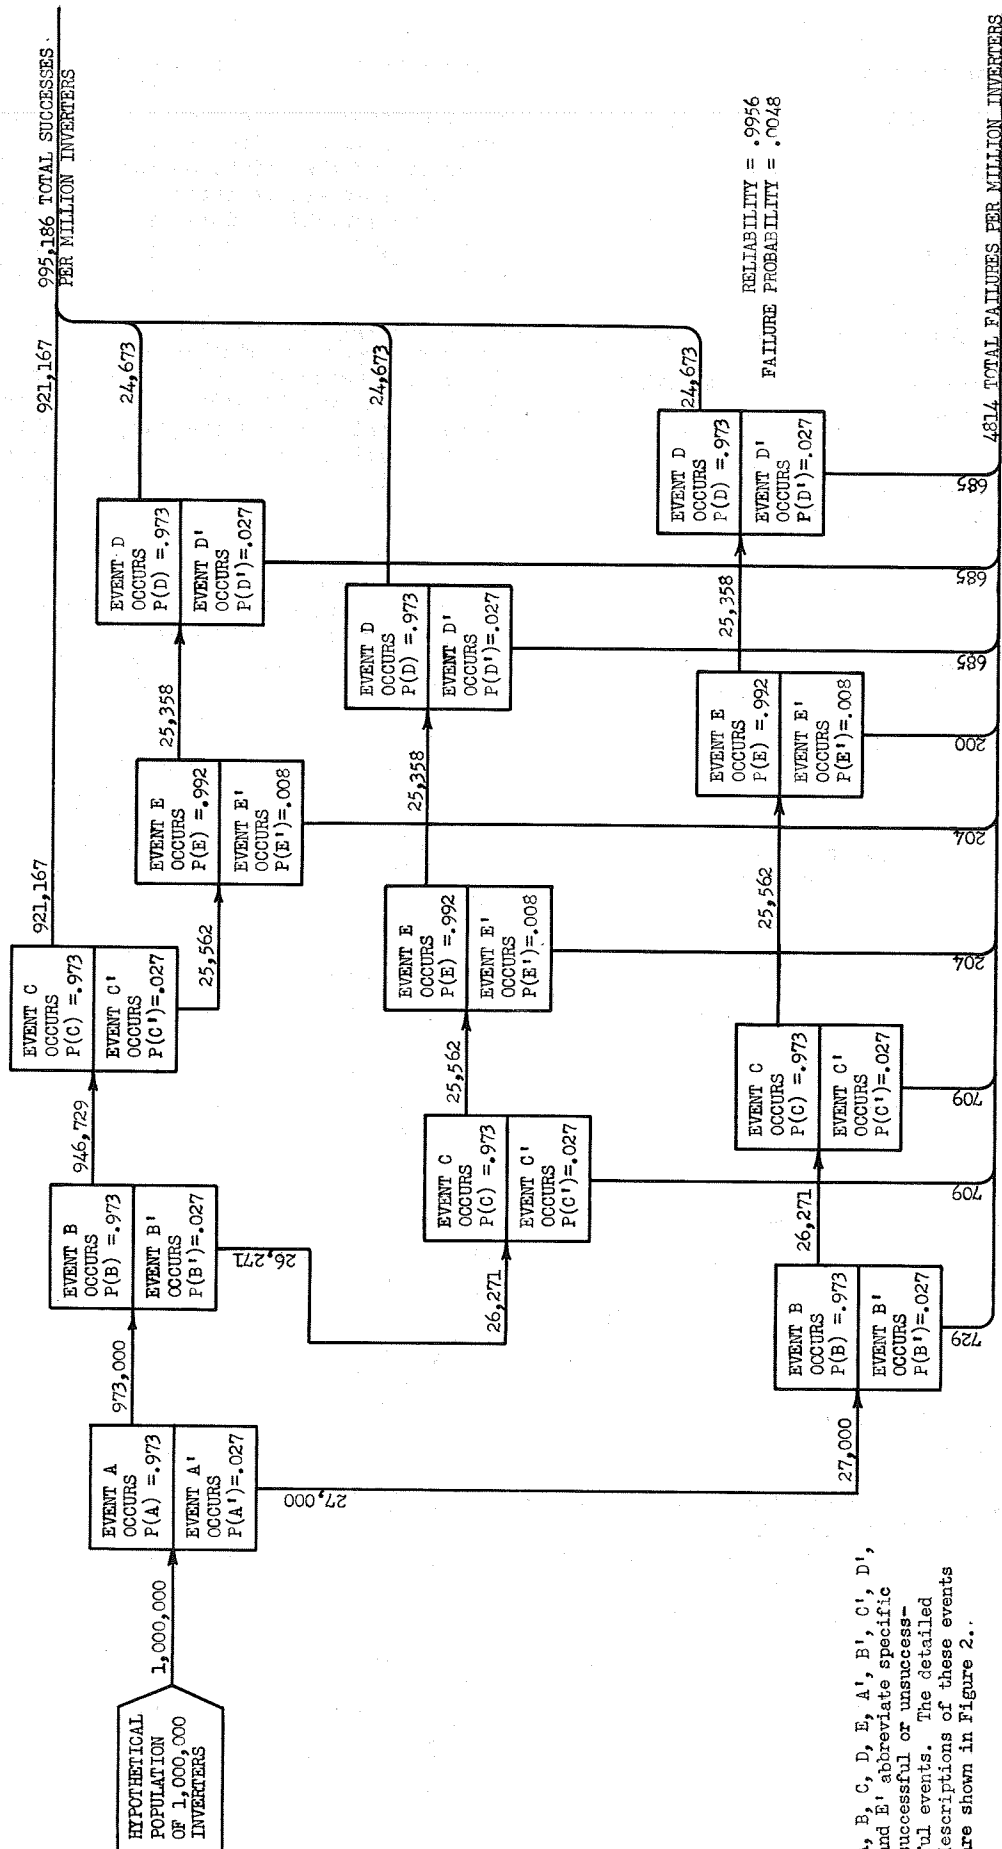 HYPOTHETICAL
POPULATION
OF 1,000,000
INVERTERS
1,000,000
EVENT A
OCCURS
P(A) =.973
EVENT A'
OCCURS
P(A')=.027
973,000
27,000
27,000
EVENT B
OCCURS
P(B) =.973
EVENT B'
OCCURS
P(B')=.027
946,729
26,271
26,271
EVENT C
OCCURS
P(C) =.973
EVENT C'
OCCURS
P(C')=.027
921,167
25,562
EVENT E
OCCURS
P(E) =.992
EVENT E'
OCCURS
P(E')=.008
25,358
204
EVENT D
OCCURS
P(D) =.973
EVENT D'
OCCURS
P(D')=.027
921,167
24,673
685
995,186 TOTAL SUCCESSES
PER MILLION INVERTERS
EVENT C
OCCURS
P(C) =.973
EVENT C'
OCCURS
P(C')=.027
25,562
709
EVENT E
OCCURS
P(E) =.992
EVENT E'
OCCURS
P(E')=.008
25,358
204
EVENT D
OCCURS
P(D) =.973
EVENT D'
OCCURS
P(D')=.027
24,673
685
EVENT B
OCCURS
P(B) =.973
EVENT B'
OCCURS
P(B')=.027
26,271
729
EVENT C
OCCURS
P(C) =.973
EVENT C'
OCCURS
P(C')=.027
25,562
709
EVENT E
OCCURS
P(E) =.992
EVENT E'
OCCURS
P(E')=.008
25,358
200
EVENT D
OCCURS
P(D) =.973
EVENT D'
OCCURS
P(D')=.027
24,673
685
RELIABILITY = .9956
FAILURE PROBABILITY = .0048
4814 TOTAL FAILURES PER MILLION INVERTERS
A, B, C, D, E, A', B', C', D',
and E' abbreviate specific
successful or unsuccess-
ful events. The detailed
descriptions of these events
are shown in Figure 2.